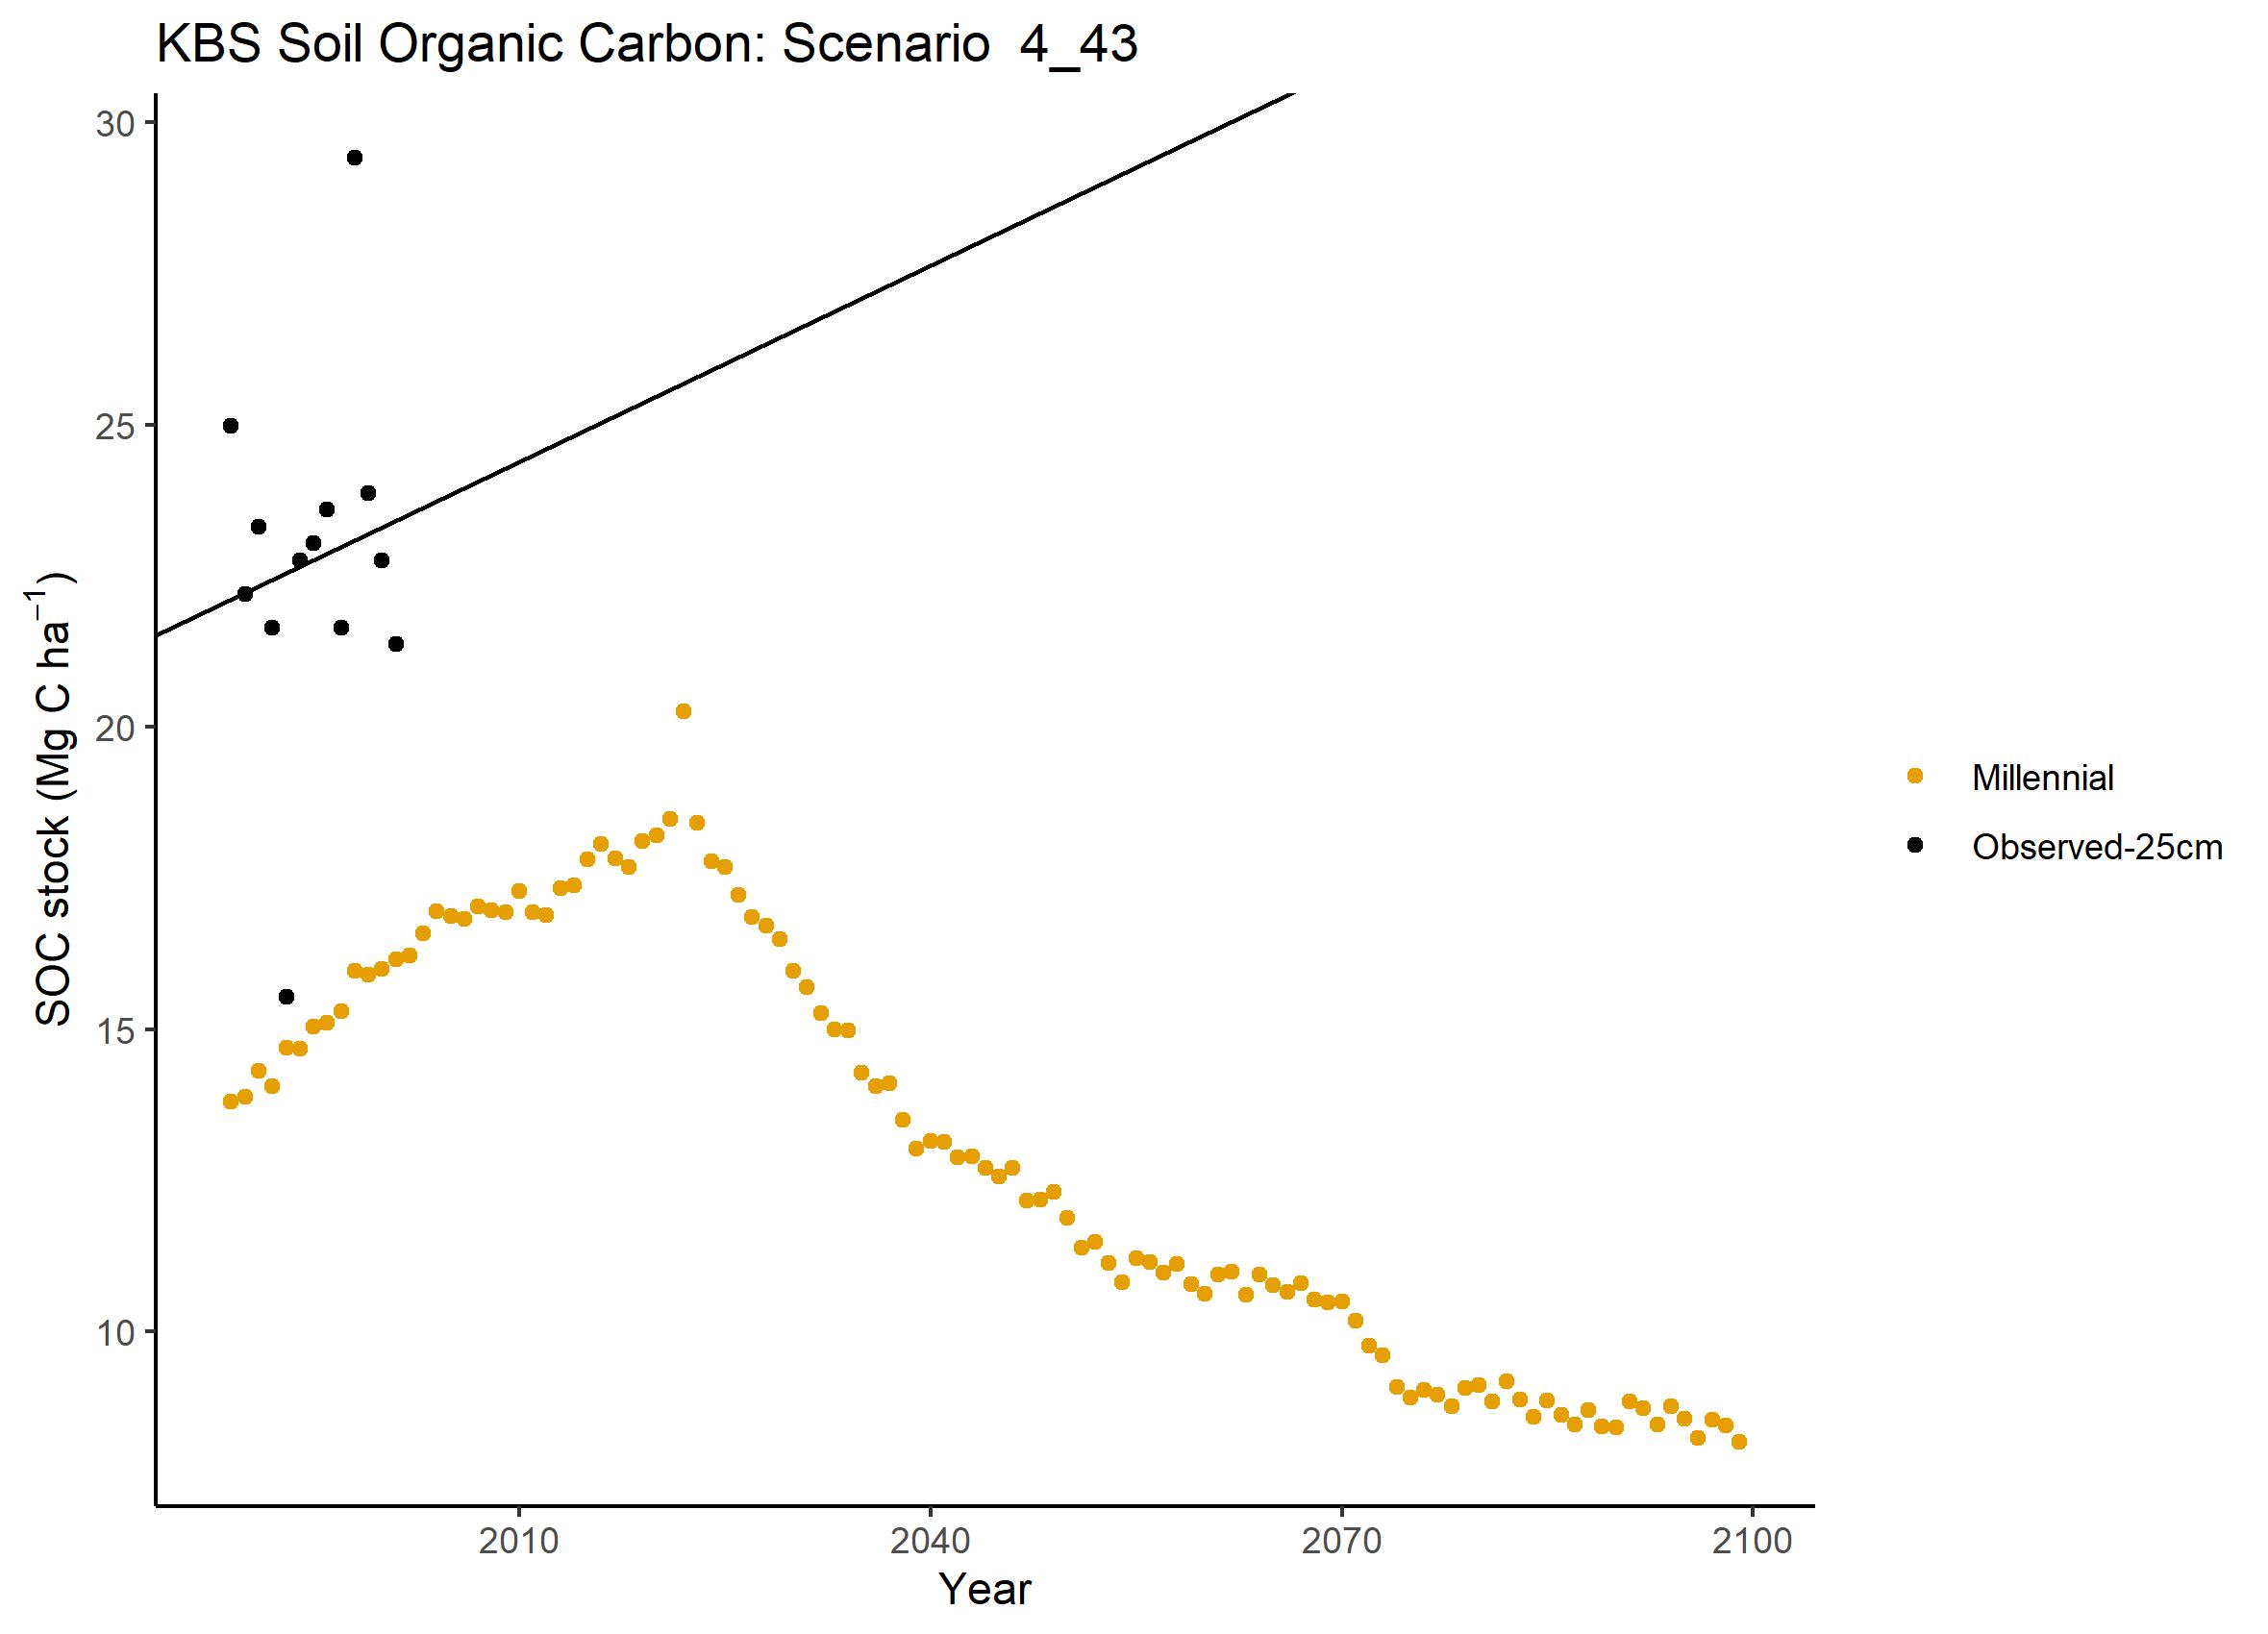 KBS Soil Organic Carbon: Scenario  4_43
SOC stock (Mg C ha⁻¹)
30
25
20
15
10
2010
2040
2070
2100
Year
Millennial
Observed-25cm